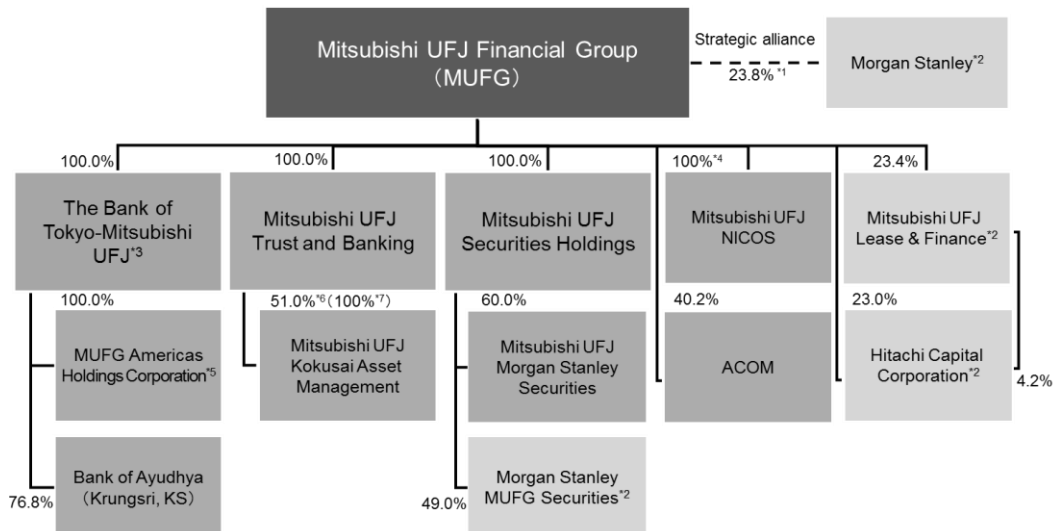 Mitsubishi UFJ Financial Group
（MUFG）
Strategic alliance
23.8% *1
Morgan Stanley*2
100.0%
100.0%
100.0%
100%*4
23.4%
The Bank of
Tokyo-Mitsubishi
UFJ*3
Mitsubishi UFJ
Trust and Banking
Mitsubishi UFJ
Securities Holdings
Mitsubishi UFJ
NICOS
Mitsubishi UFJ
Lease & Finance*2
100.0%
51.0%*6(100%*7)
60.0%
40.2%
23.0%
MUFG Americas
Holdings Corporation*5
Mitsubishi UFJ
Kokusai Asset
Management
Mitsubishi UFJ
Morgan Stanley
Securities
ACOM
Hitachi Capital
Corporation*2
4.2%
Bank of Ayudhya
（Krungsri, KS）
76.8%
Morgan Stanley
MUFG Securities*2
49.0%